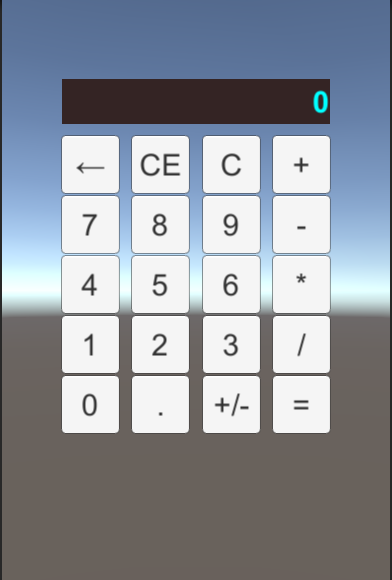 0
← CE C +
7 8 9 -
4 5 6 *
1 2 3 /
0 . +/- =